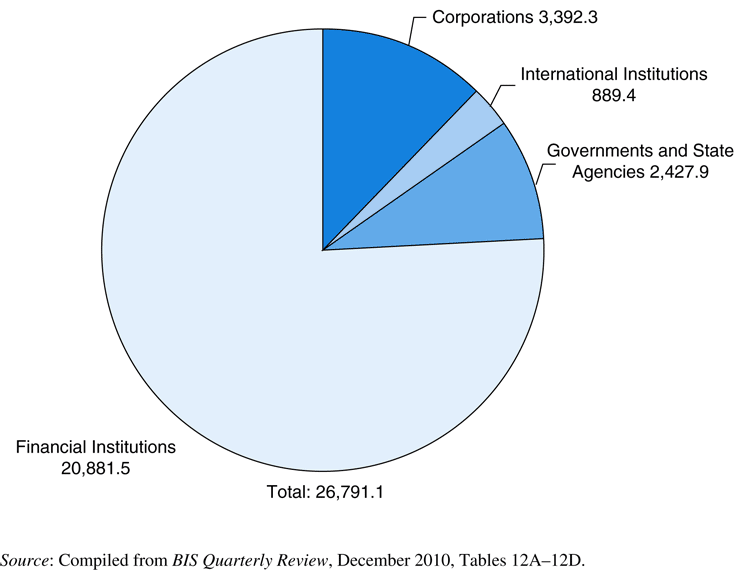 Corporations 3,392.3
International Institutions
889.4
Governments and State
Agencies 2,427.9
Financial Institutions
20,881.5
Total: 26,791.1
Source: Compiled from BIS Quarterly Review, December 2010, Tables 12A–12D.